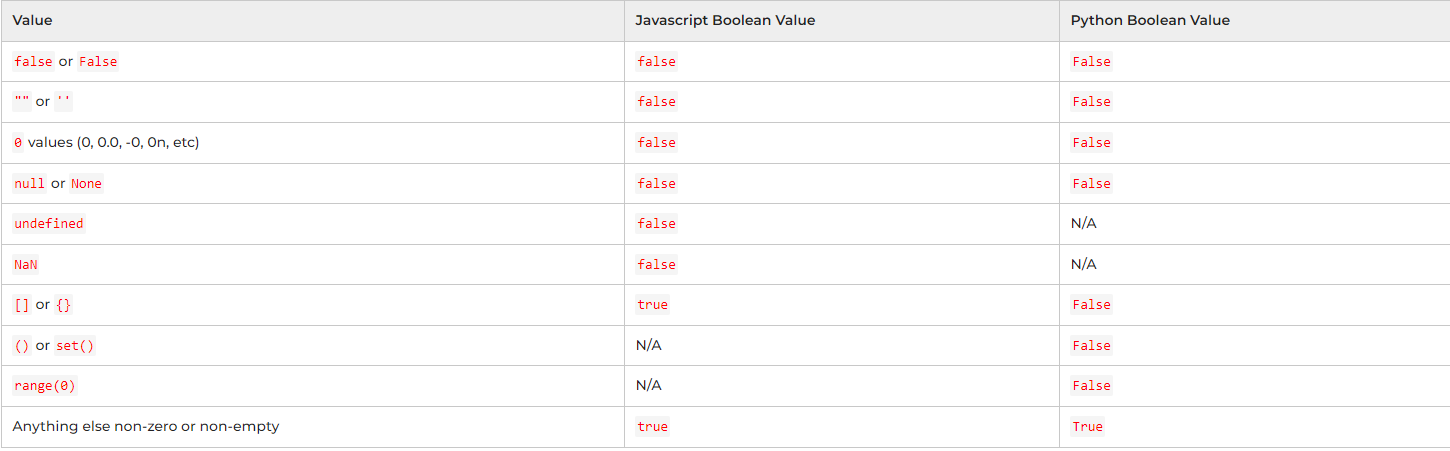 Value Javascript Boolean Value Python Boolean Value
false or False false False
"" or '' false False
0 values (0, 0.0, -0, 0n, etc) false False
null or None false False
undefined false N/A
NaN false N/A
[] or {} true False
() or set() N/A False
range(0) N/A False
Anything else non-zero or non-empty true True